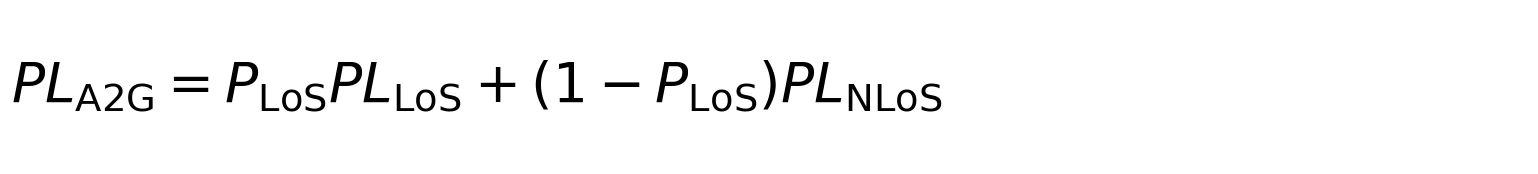 PL_A2G = P_LoS PL_LoS + (1 − P_LoS) PL_NLoS